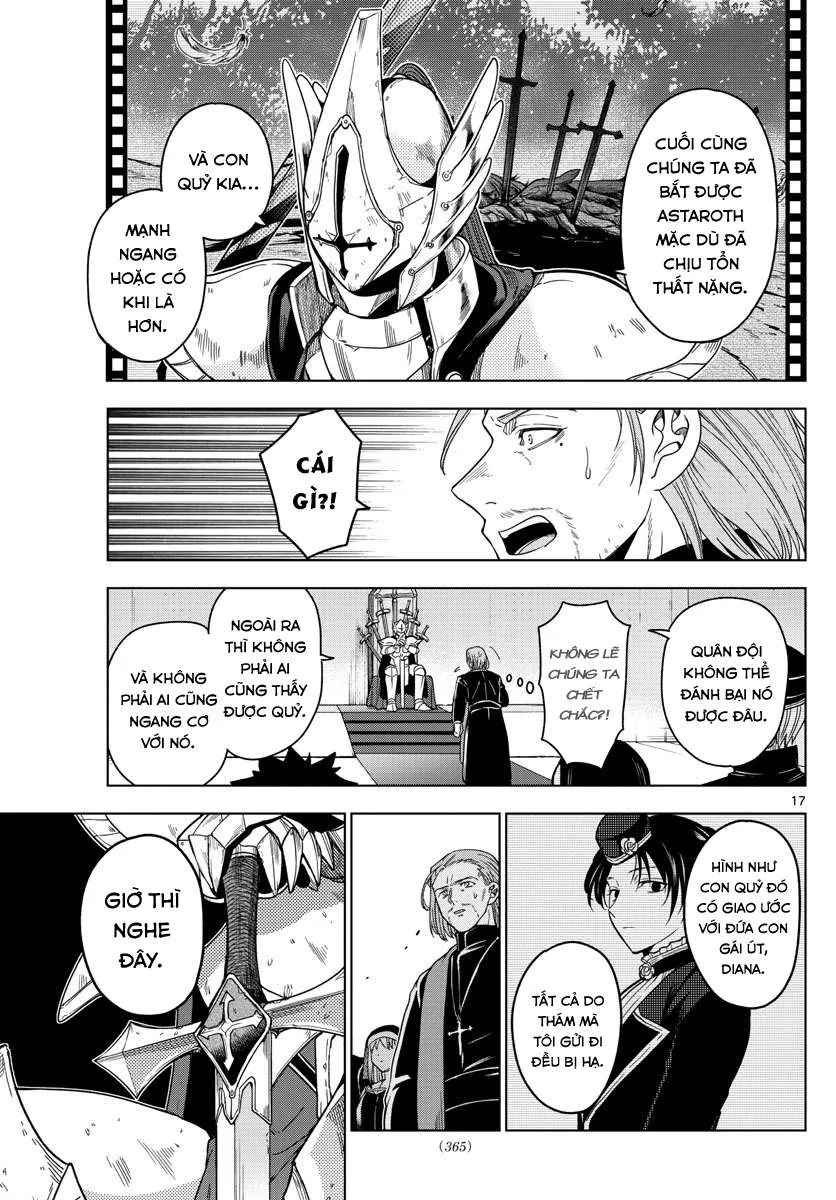 CUỐI CÙNG
CHÚNG TA ĐÃ
BẮT ĐƯỢC
ASTAROTH
MẶC DÙ ĐÃ
CHỊU TỔN
THẤT NẶNG.
VÀ CON
QUỶ KIA...
MẠNH
NGANG
HOẶC CÓ
KHI LÀ
HƠN.
CÁI
GÌ?!
QUÂN ĐỘI
KHÔNG THỂ
ĐÁNH BẠI NÓ
ĐƯỢC ĐÂU.
KHÔNG LẼ
CHÚNG TA
CHẾT
CHẮC?!
NGOÀI RA
THÌ KHÔNG
PHẢI AI
CŨNG THẤY
ĐƯỢC QUỶ.
VÀ KHÔNG
PHẢI AI CŨNG
NGANG CƠ
VỚI NÓ.
17
HÌNH NHƯ
CON QUỶ ĐÓ
CÓ GIAO ƯỚC
VỚI ĐỨA CON
GÁI ÚT,
DIANA.
TẤT CẢ DO
THÁM MÀ
TÔI GỬI ĐI
ĐỀU BỊ HẠ.
GIỜ THÌ
NGHE
ĐÂY.
(365)